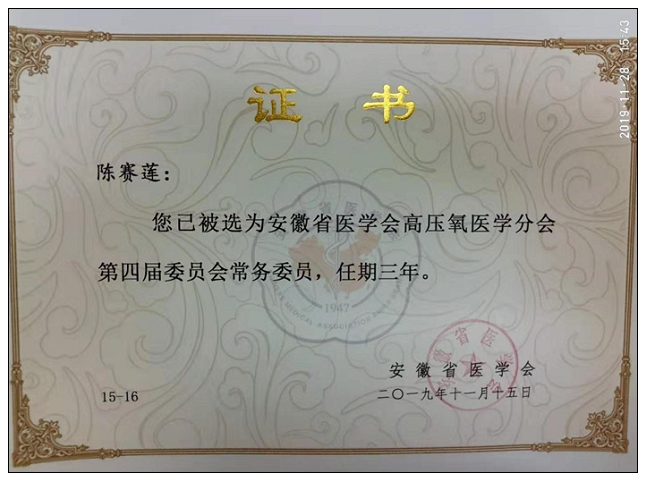 2019-11-28 15:43
证 书
陈赛莲：
您已被选为安徽省医学会高压氧医学分会
第四届委员会常务委员，任期三年。
1947
安徽省医学会
二〇一九年十一月十五日
15-16